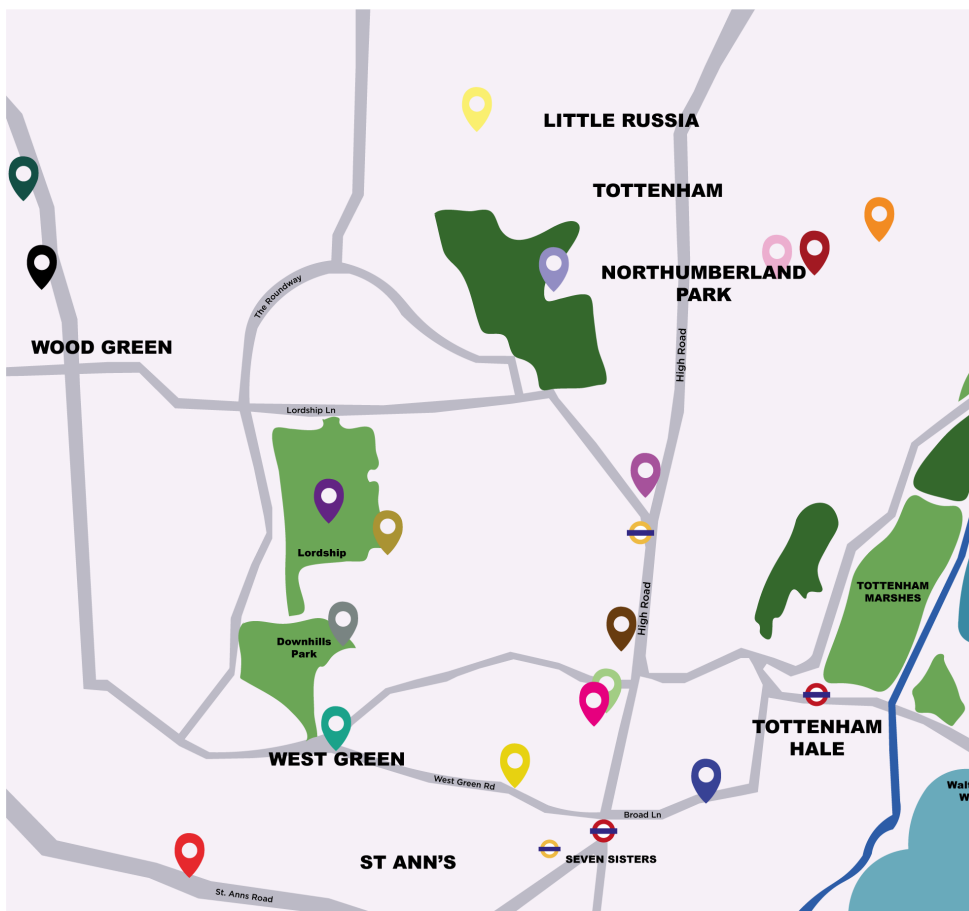 LITTLE RUSSIA
TOTTENHAM
NORTHUMBERLAND
PARK
The Roundway
High Road
WOOD GREEN
Lordship Ln
Lordship
High Road
TOTTENHAM
MARSHES
Downhills
Park
TOTTENHAM
HALE
WEST GREEN
West Green Rd
Broad Ln
ST ANN'S
SEVEN SISTERS
St. Anns Road